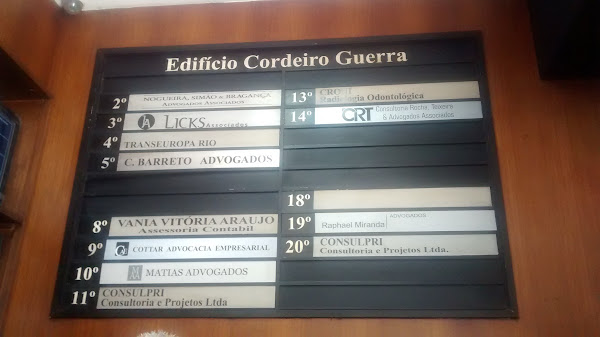 Edifício Cordeiro Guerra
2º NOGUEIRA, SIMÃO e BRAGANÇA
ADVOGADOS ASSOCIADOS
3º LA LICKS Associados
4º TRANSEUROPA RIO
5º C. BARRETO ADVOGADOS
8º VANIA VITÓRIA ARAUJO
Assessoria Contabil
9º COTTAR ADVOCACIA EMPRESARIAL
10º MATIAS ADVOGADOS
11º CONSULPRI
Consultoria e Projetos Ltda
13º
Radiologia Odontológica
14º CRT Consultoria Rocha, Teixeira
& Advogados Associados
18º
19º ADVOGADOS
Raphael Miranda
20º CONSULPRI
Consultoria e Projetos Ltda.